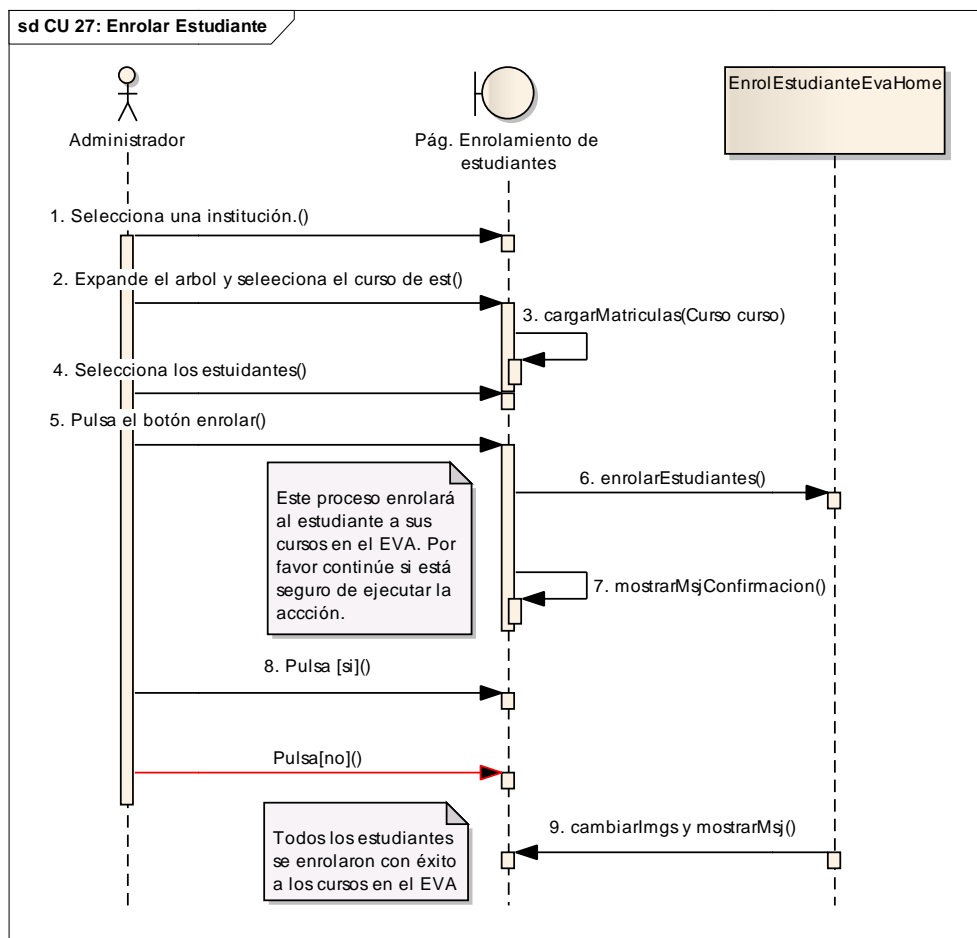 sd CU 27: Enrolar Estudiante
Administrador
Pág. Enrolamiento de
estudiantes
EnrolEstudianteEvaHome
1. Selecciona una institución.()
2. Expande el arbol y seleeciona el curso de est()
3. cargarMatriculas(Curso curso)
4. Selecciona los estuidantes()
5. Pulsa el botón enrolar()
Este proceso enrolará
al estudiante a sus
cursos en el EVA. Por
favor continúe si está
seguro de ejecutar la
accción.
6. enrolarEstudiantes()
7. mostrarMsjConfirmacion()
8. Pulsa [si]()
Pulsa[no]()
Todos los estudiantes
se enrolaron con éxito
a los cursos en el EVA
9. cambiarImgs y mostrarMsj()